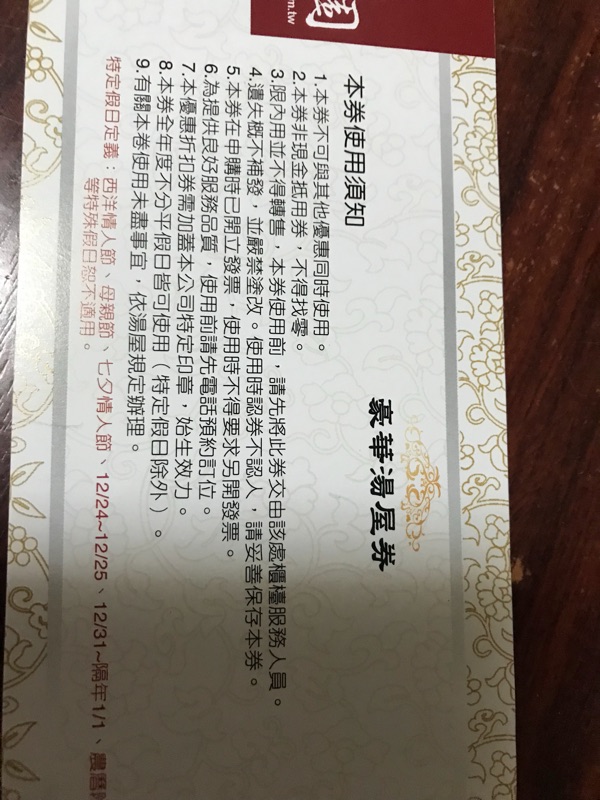 園
m.tw
豪華湯屋券
本券使用須知
1.本券不可與其他優惠同時使用。
2.本券非現金抵用券，不得找零。
3.限內用並不得轉售，本券使用前，請先將此券交由該處櫃檯服務人員。
4.遺失概不補發，並嚴禁塗改。使用時認券不認人，請妥善保存本券。
5.本券在申購時已開立發票，使用時不得要求另開發票。
6.為提供良好服務品質，使用前請先電話預約訂位。
7.本優惠折扣券需加蓋本公司特定印章，始生效力。
8.本券全年度不分平假日皆可使用（特定假日除外）。
9.有關本卷使用未盡事宜，依湯屋規定辦理。
特定假日定義：西洋情人節、母親節、七夕情人節、12/24~12/25、12/31~隔年1/1、農曆
等特殊假日恕不適用。